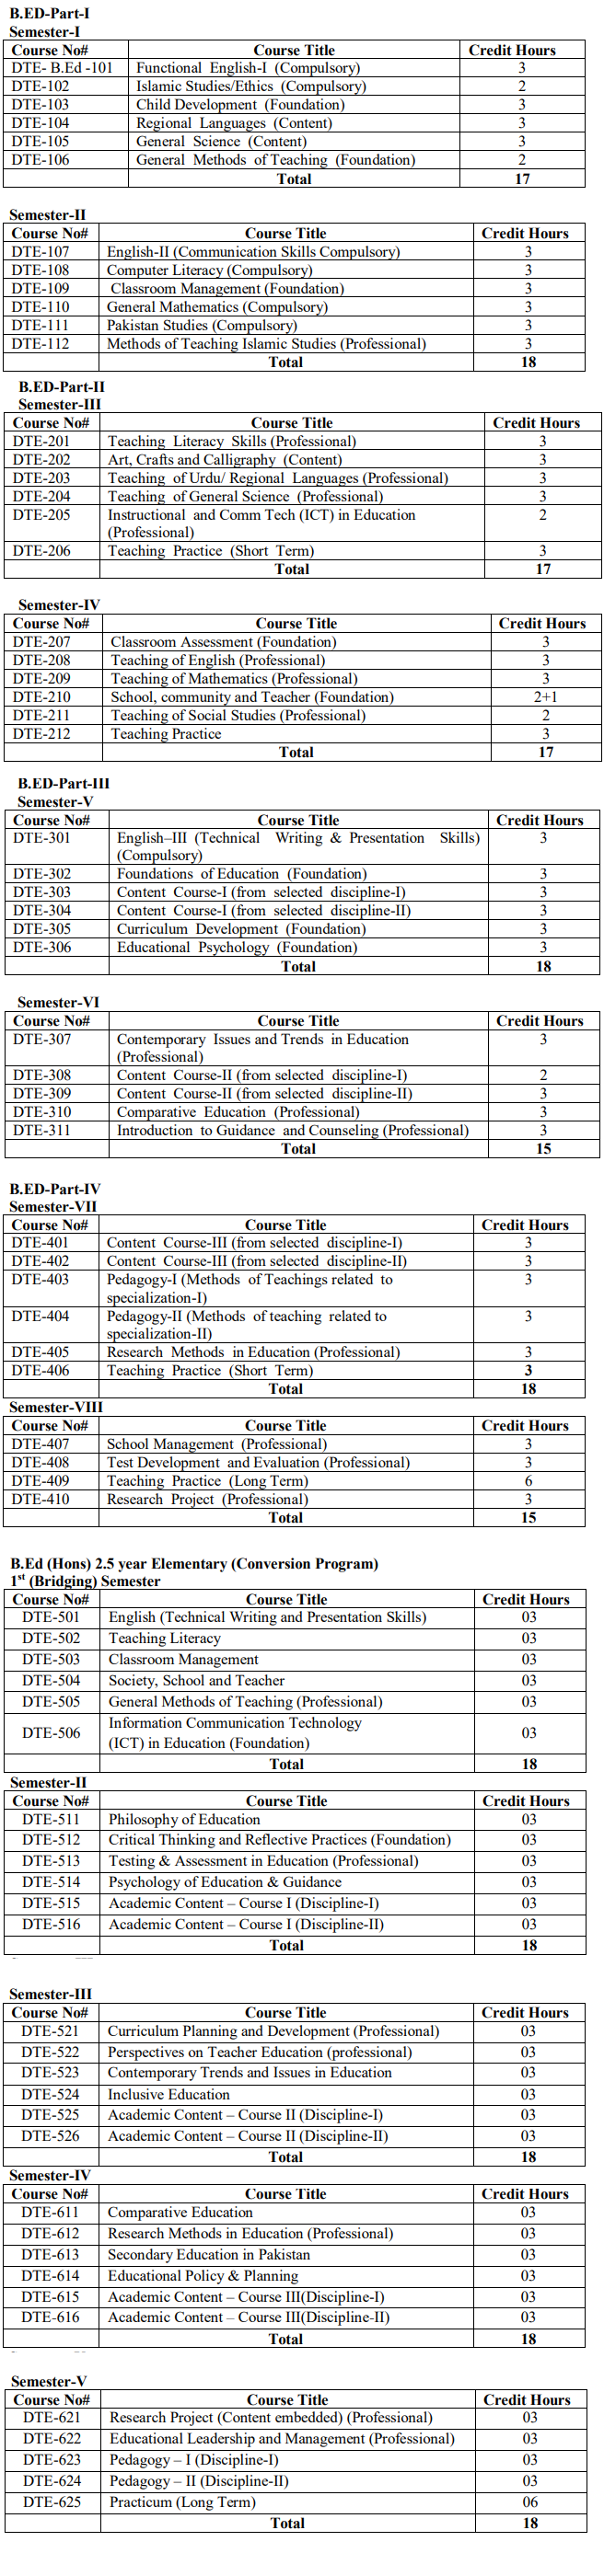 B.ED-Part-I
Semester-I
Course No# Course Title Credit Hours
DTE- B.Ed -101 Functional English-I (Compulsory) 3
DTE-102 Islamic Studies/Ethics (Compulsory) 2
DTE-103 Child Development (Foundation) 3
DTE-104 Regional Languages (Content) 3
DTE-105 General Science (Content) 3
DTE-106 General Methods of Teaching (Foundation) 2
Total 17
Semester-II
Course No# Course Title Credit Hours
DTE-107 English-II (Communication Skills Compulsory) 3
DTE-108 Computer Literacy (Compulsory) 3
DTE-109 Classroom Management (Foundation) 3
DTE-110 General Mathematics (Compulsory) 3
DTE-111 Pakistan Studies (Compulsory) 3
DTE-112 Methods of Teaching Islamic Studies (Professional) 3
Total 18
B.ED-Part-II
Semester-III
Course No# Course Title Credit Hours
DTE-201 Teaching Literacy Skills (Professional) 3
DTE-202 Art, Crafts and Calligraphy (Content) 3
DTE-203 Teaching of Urdu/ Regional Languages (Professional) 3
DTE-204 Teaching of General Science (Professional) 3
DTE-205 Instructional and Comm Tech (ICT) in Education 2
(Professional)
DTE-206 Teaching Practice (Short Term) 3
Total 17
Semester-IV
Course No# Course Title Credit Hours
DTE-207 Classroom Assessment (Foundation) 3
DTE-208 Teaching of English (Professional) 3
DTE-209 Teaching of Mathematics (Professional) 3
DTE-210 School, community and Teacher (Foundation) 2+1
DTE-211 Teaching of Social Studies (Professional) 2
DTE-212 Teaching Practice 3
Total 17
B.ED-Part-III
Semester-V
Course No# Course Title Credit Hours
DTE-301 English–III (Technical Writing & Presentation Skills) 3
(Compulsory)
DTE-302 Foundations of Education (Foundation) 3
DTE-303 Content Course-I (from selected discipline-I) 3
DTE-304 Content Course-I (from selected discipline-II) 3
DTE-305 Curriculum Development (Foundation) 3
DTE-306 Educational Psychology (Foundation) 3
Total 18
Semester-VI
Course No# Course Title Credit Hours
DTE-307 Contemporary Issues and Trends in Education 3
(Professional)
DTE-308 Content Course-II (from selected discipline-I) 2
DTE-309 Content Course-II (from selected discipline-II) 3
DTE-310 Comparative Education (Professional) 3
DTE-311 Introduction to Guidance and Counseling (Professional) 3
Total 15
B.ED-Part-IV
Semester-VII
Course No# Course Title Credit Hours
DTE-401 Content Course-III (from selected discipline-I) 3
DTE-402 Content Course-III (from selected discipline-II) 3
DTE-403 Pedagogy-I (Methods of Teachings related to 3
specialization-I)
DTE-404 Pedagogy-II (Methods of teaching related to 3
specialization-II)
DTE-405 Research Methods in Education (Professional) 3
DTE-406 Teaching Practice (Short Term) 3
Total 18
Semester-VIII
Course No# Course Title Credit Hours
DTE-407 School Management (Professional) 3
DTE-408 Test Development and Evaluation (Professional) 3
DTE-409 Teaching Practice (Long Term) 6
DTE-410 Research Project (Professional) 3
Total 15
B.Ed (Hons) 2.5 year Elementary (Conversion Program)
1st (Bridging) Semester
Course No# Course Title Credit Hours
DTE-501 English (Technical Writing and Presentation Skills) 03
DTE-502 Teaching Literacy 03
DTE-503 Classroom Management 03
DTE-504 Society, School and Teacher 03
DTE-505 General Methods of Teaching (Professional) 03
DTE-506 Information Communication Technology 03
(ICT) in Education (Foundation)
Total 18
Semester-II
Course No# Course Title Credit Hours
DTE-511 Philosophy of Education 03
DTE-512 Critical Thinking and Reflective Practices (Foundation) 03
DTE-513 Testing & Assessment in Education (Professional) 03
DTE-514 Psychology of Education & Guidance 03
DTE-515 Academic Content – Course I (Discipline-I) 03
DTE-516 Academic Content – Course I (Discipline-II) 03
Total 18
Semester-III
Course No# Course Title Credit Hours
DTE-521 Curriculum Planning and Development (Professional) 03
DTE-522 Perspectives on Teacher Education (professional) 03
DTE-523 Contemporary Trends and Issues in Education 03
DTE-524 Inclusive Education 03
DTE-525 Academic Content – Course II (Discipline-I) 03
DTE-526 Academic Content – Course II (Discipline-II) 03
Total 18
Semester-IV
Course No# Course Title Credit Hours
DTE-611 Comparative Education 03
DTE-612 Research Methods in Education (Professional) 03
DTE-613 Secondary Education in Pakistan 03
DTE-614 Educational Policy & Planning 03
DTE-615 Academic Content – Course III(Discipline-I) 03
DTE-616 Academic Content – Course III(Discipline-II) 03
Total 18
Semester-V
Course No# Course Title Credit Hours
DTE-621 Research Project (Content embedded) (Professional) 03
DTE-622 Educational Leadership and Management (Professional) 03
DTE-623 Pedagogy – I (Discipline-I) 03
DTE-624 Pedagogy – II (Discipline-II) 03
DTE-625 Practicum (Long Term) 06
Total 18